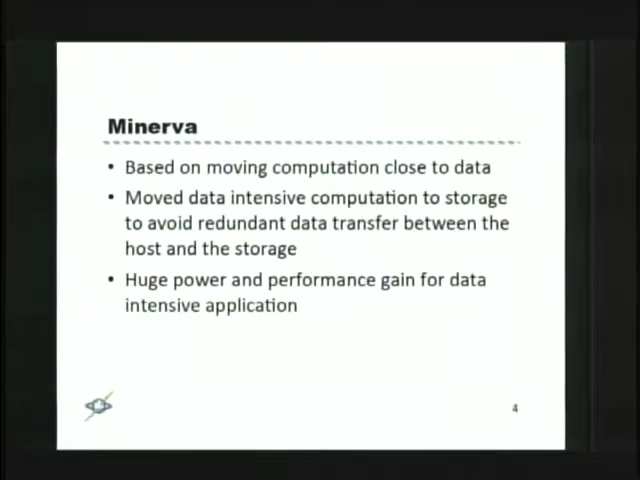 Minerva
• Based on moving computation close to data
• Moved data intensive computation to storage
to avoid redundant data transfer between the
host and the storage
• Huge power and performance gain for data
intensive application
4